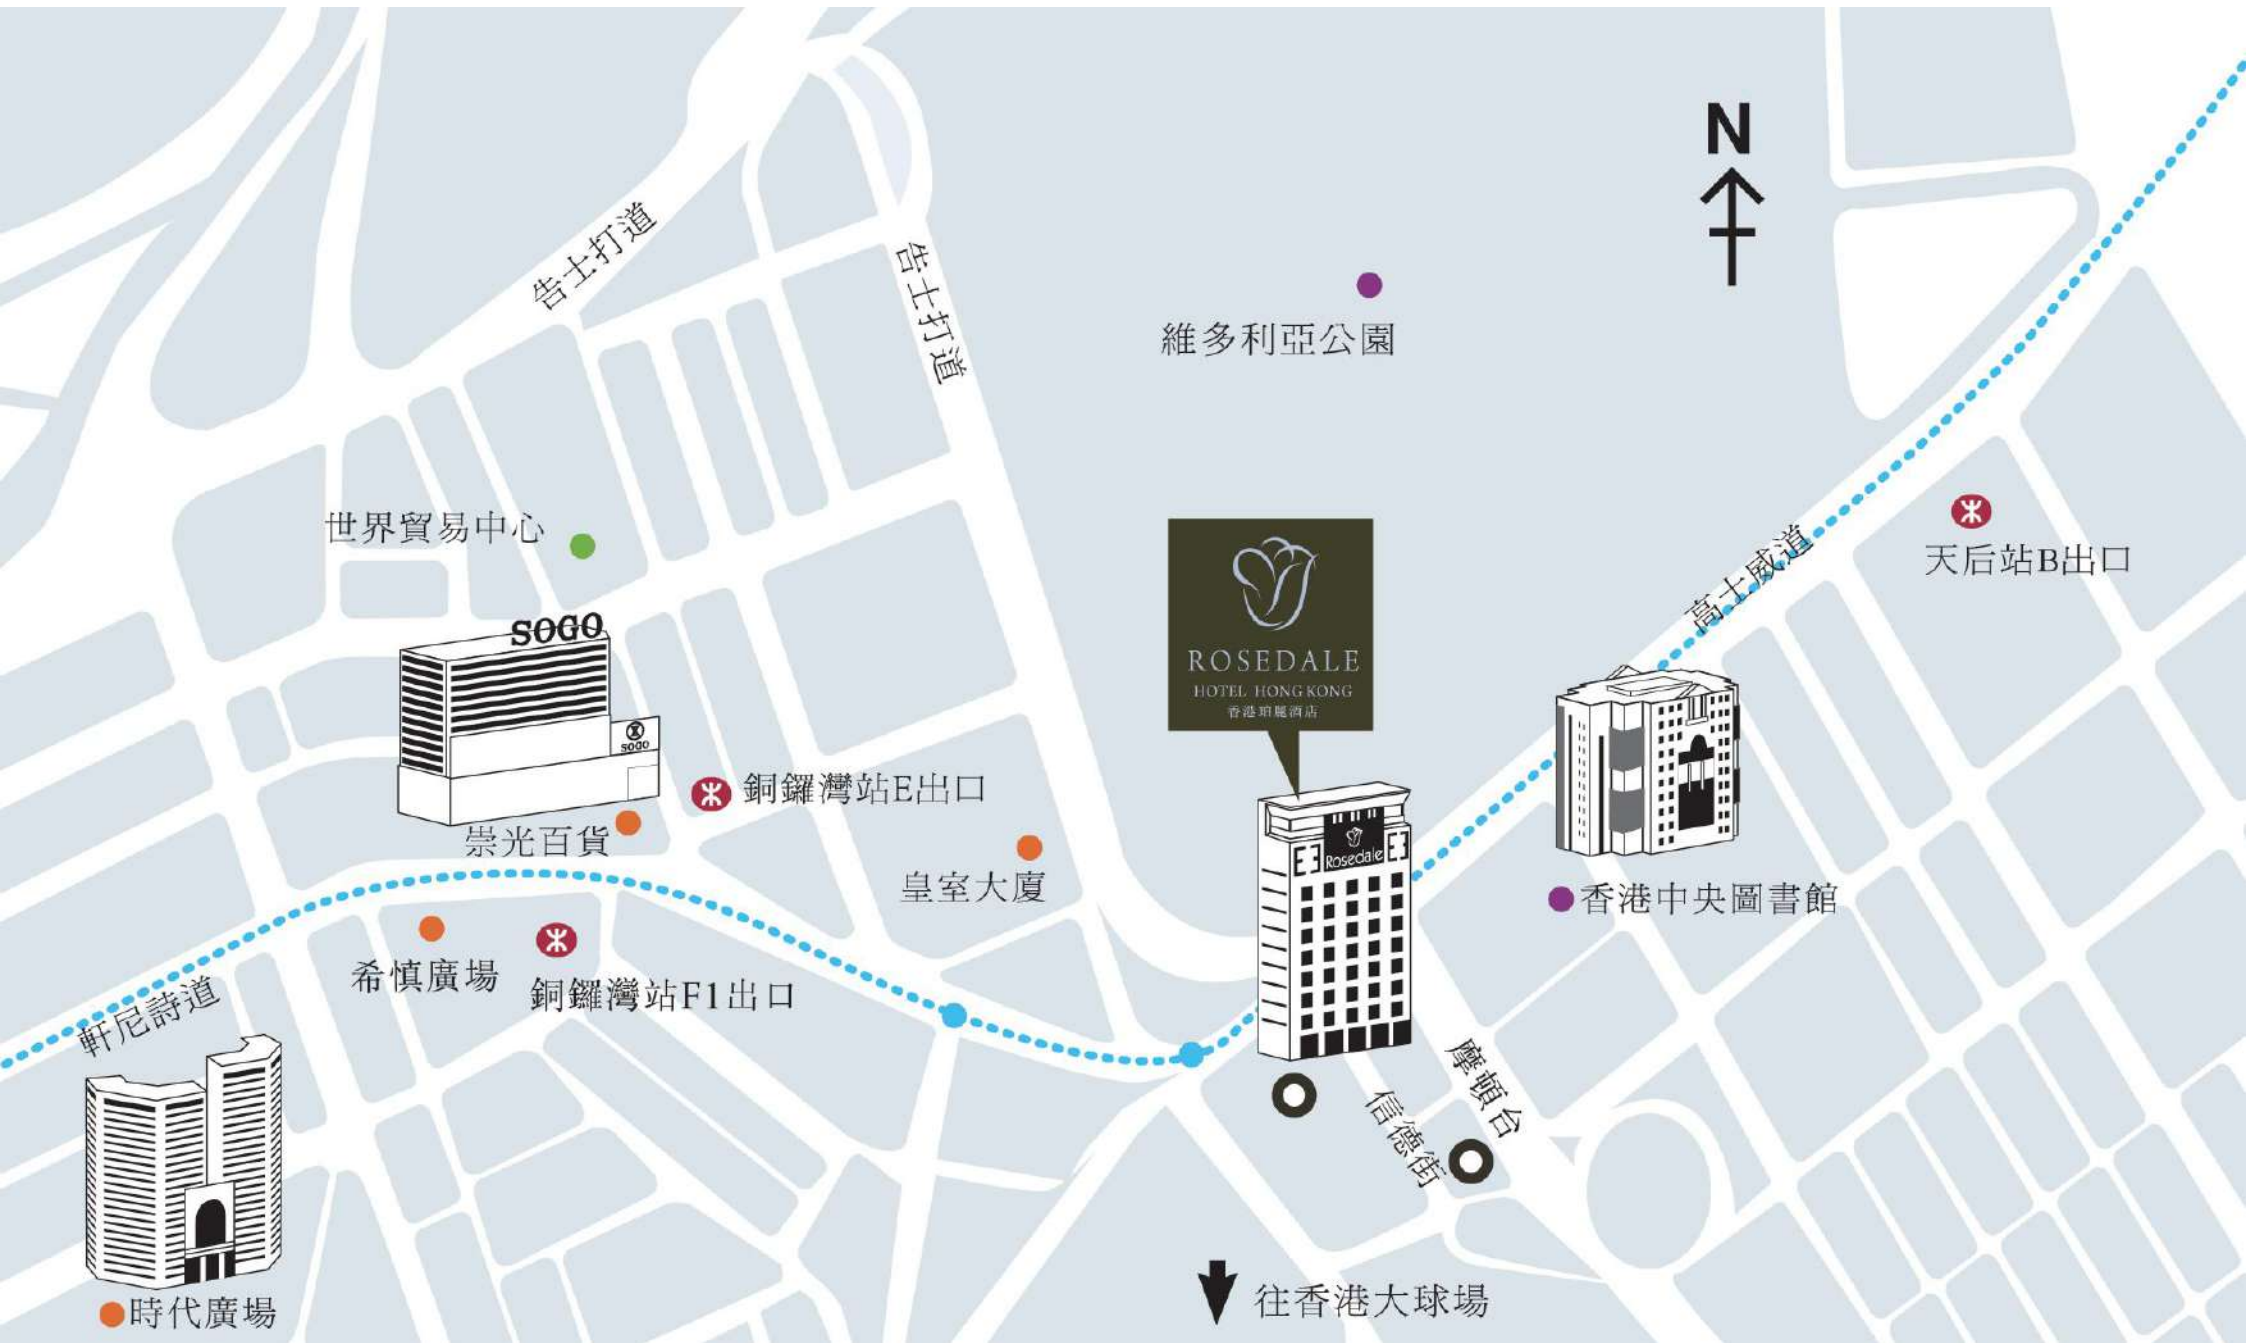 N
告士打道
告士打道
維多利亞公園
世界貿易中心
天后站B出口
高士威道
SOGO
ROSEDALE
HOTEL HONG KONG
香港珀麗酒店
SOGO
銅鑼灣站E出口
崇光百貨
Rosedale
皇室大廈
香港中央圖書館
希慎廣場
銅鑼灣站F1出口
軒尼詩道
摩頓台
信德街
往香港大球場
時代廣場